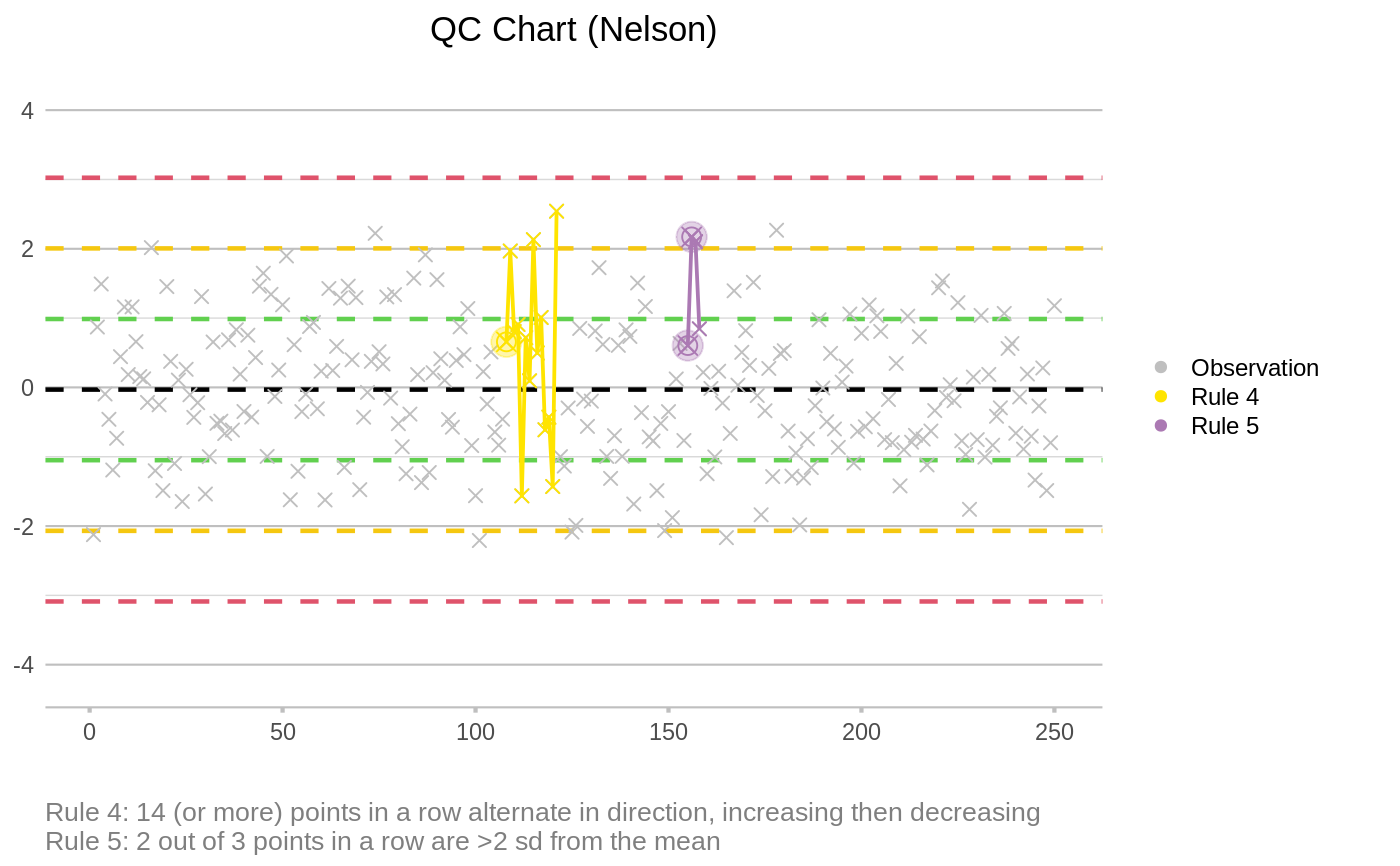 QC Chart (Nelson)
4
2
0
-2
-4
0 50 100 150 200 250
Observation
Rule 4
Rule 5
Rule 4: 14 (or more) points in a row alternate in direction, increasing then decreasing
Rule 5: 2 out of 3 points in a row are >2 sd from the mean